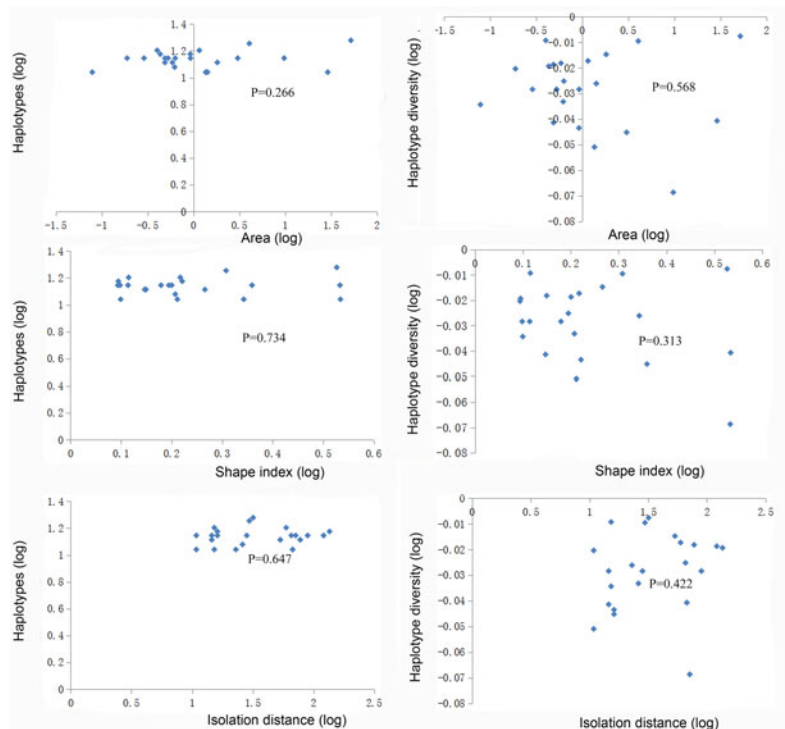 1.4
1.2
1
0.8
0.6
0.4
0.2
0
-1.5 -1 -0.5 0 0.5 1 1.5 2
Haplotypes (log)
Area (log)
P=0.266
-1.5 -1 -0.5 0 0.5 1 1.5 2
0
-0.01
-0.02
-0.03
-0.04
-0.05
-0.06
-0.07
-0.08
Haplotype diversity (log)
Area (log)
P=0.568
1.4
1.2
1
0.8
0.6
0.4
0.2
0
0 0.1 0.2 0.3 0.4 0.5 0.6
Haplotypes (log)
Shape index (log)
P=0.734
0 0.1 0.2 0.3 0.4 0.5 0.6
0
-0.01
-0.02
-0.03
-0.04
-0.05
-0.06
-0.07
-0.08
Haplotype diversity (log)
Shape index (log)
P=0.313
1.4
1.2
1
0.8
0.6
0.4
0.2
0
0 0.5 1 1.5 2 2.5
Haplotypes (log)
Isolation distance (log)
P=0.647
0 0.5 1 1.5 2 2.5
0
-0.01
-0.02
-0.03
-0.04
-0.05
-0.06
-0.07
-0.08
Haplotype diversity (log)
Isolation distance (log)
P=0.422